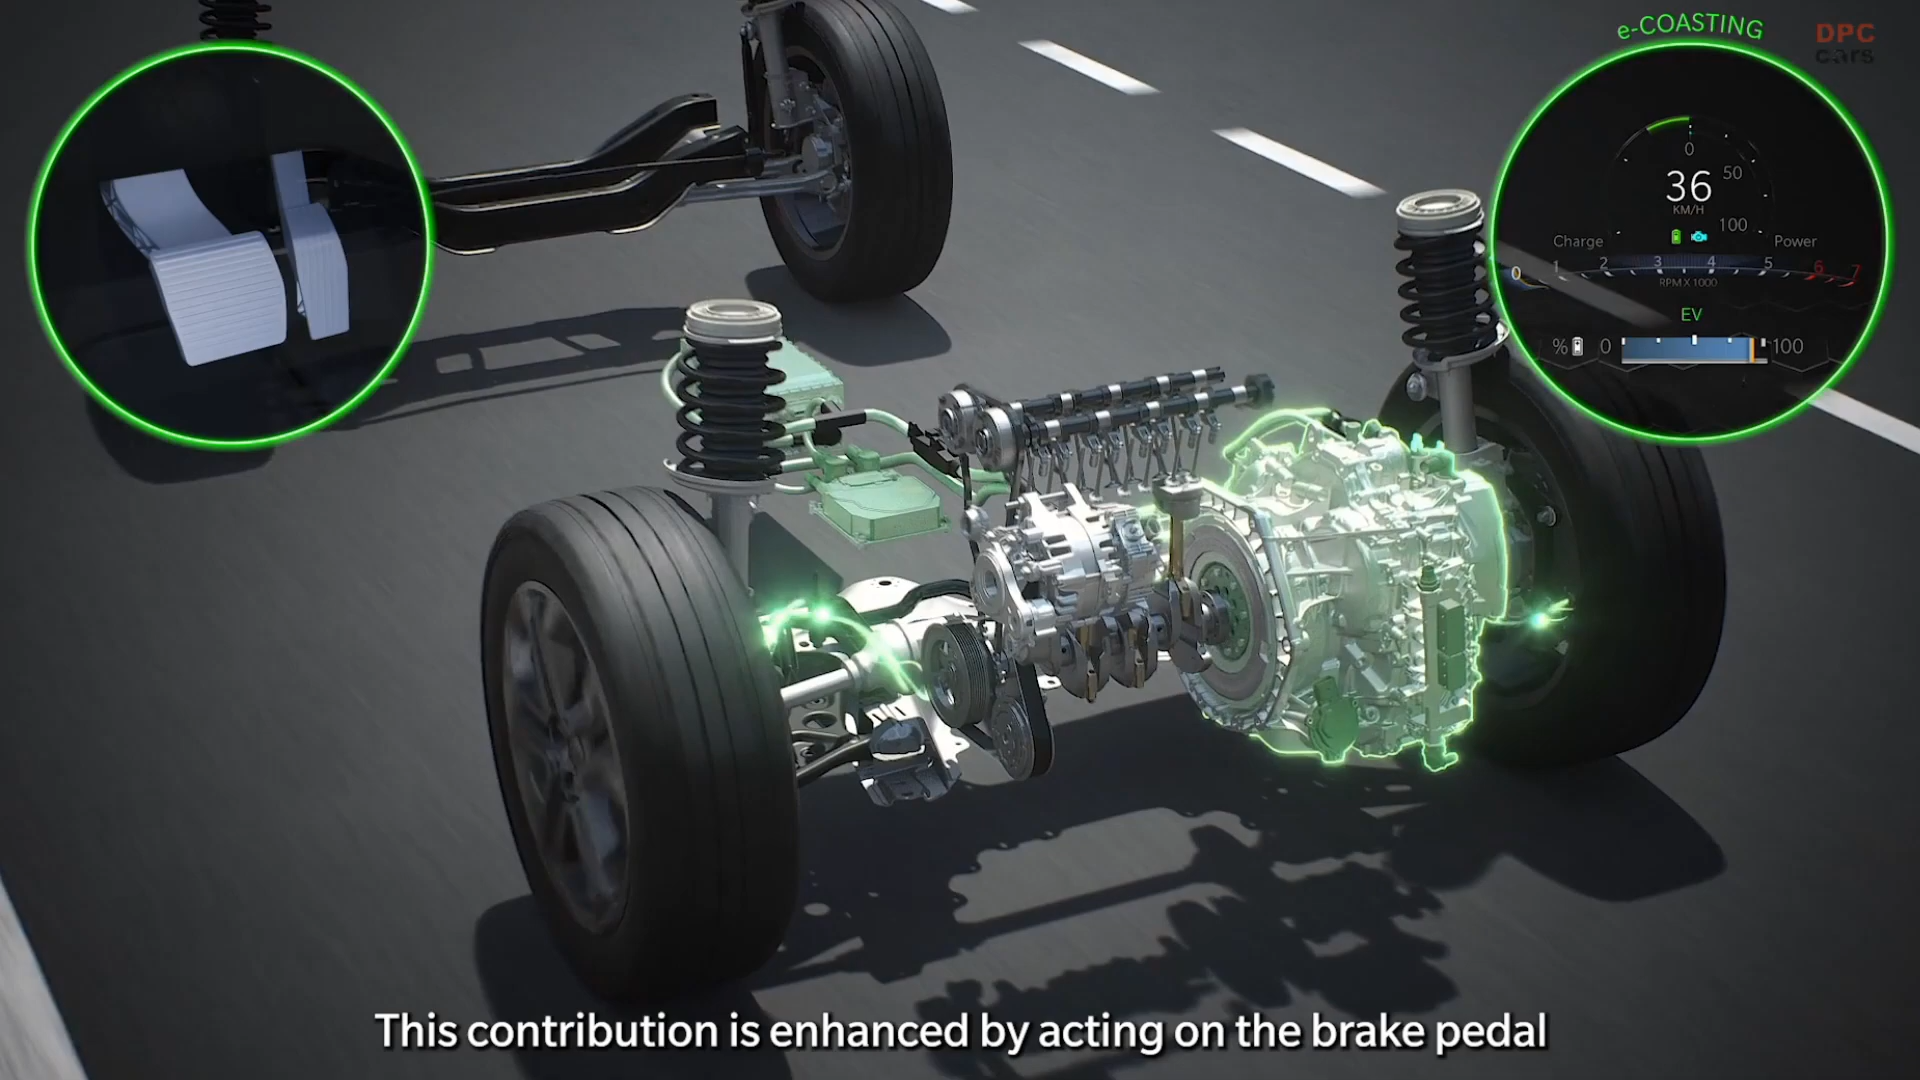 e-COASTING
DPC
cars
0
36 50
KM/H
100
Charge Power
0 1 2 3 4 5 6 7
RPM X 1000
EV
% 0 100
This contribution is enhanced by acting on the brake pedal